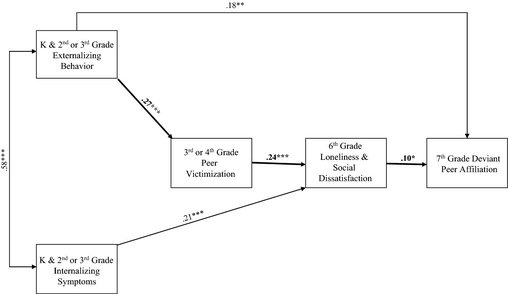 .18**
K & 2nd or 3rd Grade
Externalizing
Behavior
.27***
.58***
3rd or 4th Grade
Peer
Victimization
.24***
6th Grade
Loneliness &
Social
Dissatisfaction
.10*
7th Grade Deviant
Peer Affiliation
.21***
K & 2nd or 3rd Grade
Internalizing
Symptoms